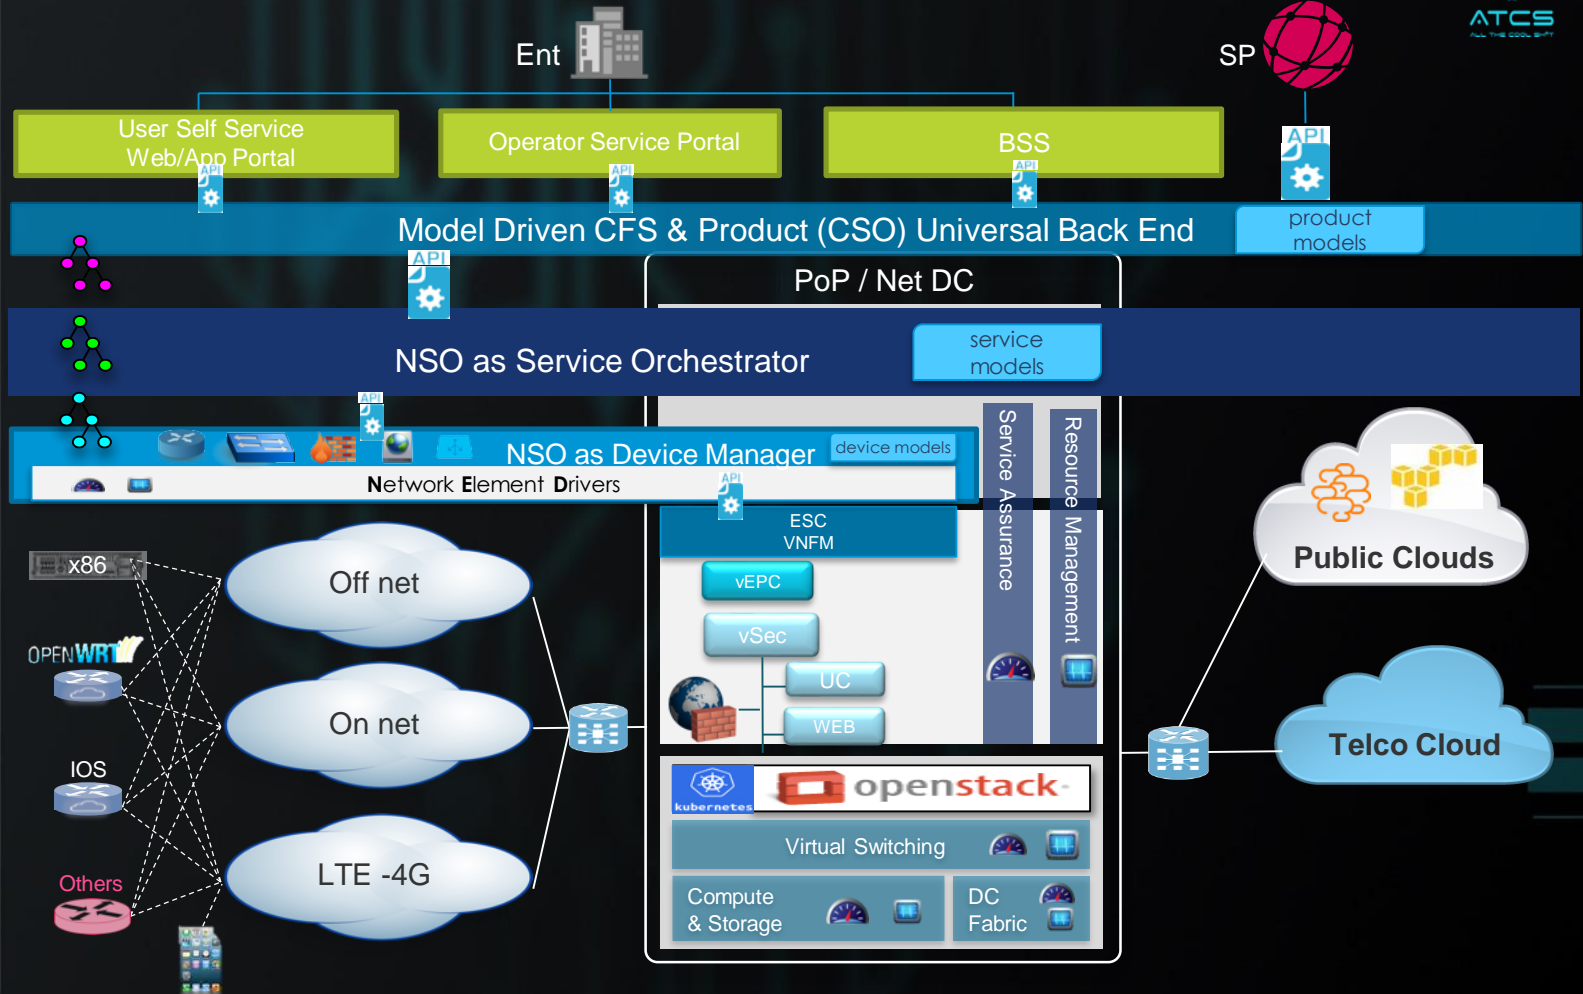 ATCS
ALL THE COOL SH*T
Ent
SP
User Self Service
Web/App Portal
Operator Service Portal
BSS
API
API
API
API
Model Driven CFS & Product (CSO) Universal Back End
product
models
API
PoP / Net DC
NSO as Service Orchestrator
service
models
API
NSO as Device Manager
device models
Network Element Drivers
API
Service Assurance
Resource Management
ESC
VNFM
vEPC
vSec
UC
WEB
x86
OPENWRT
IOS
Others
Off net
On net
LTE -4G
kubernetes
openstack
Virtual Switching
Compute
& Storage
DC
Fabric
Public Clouds
Telco Cloud